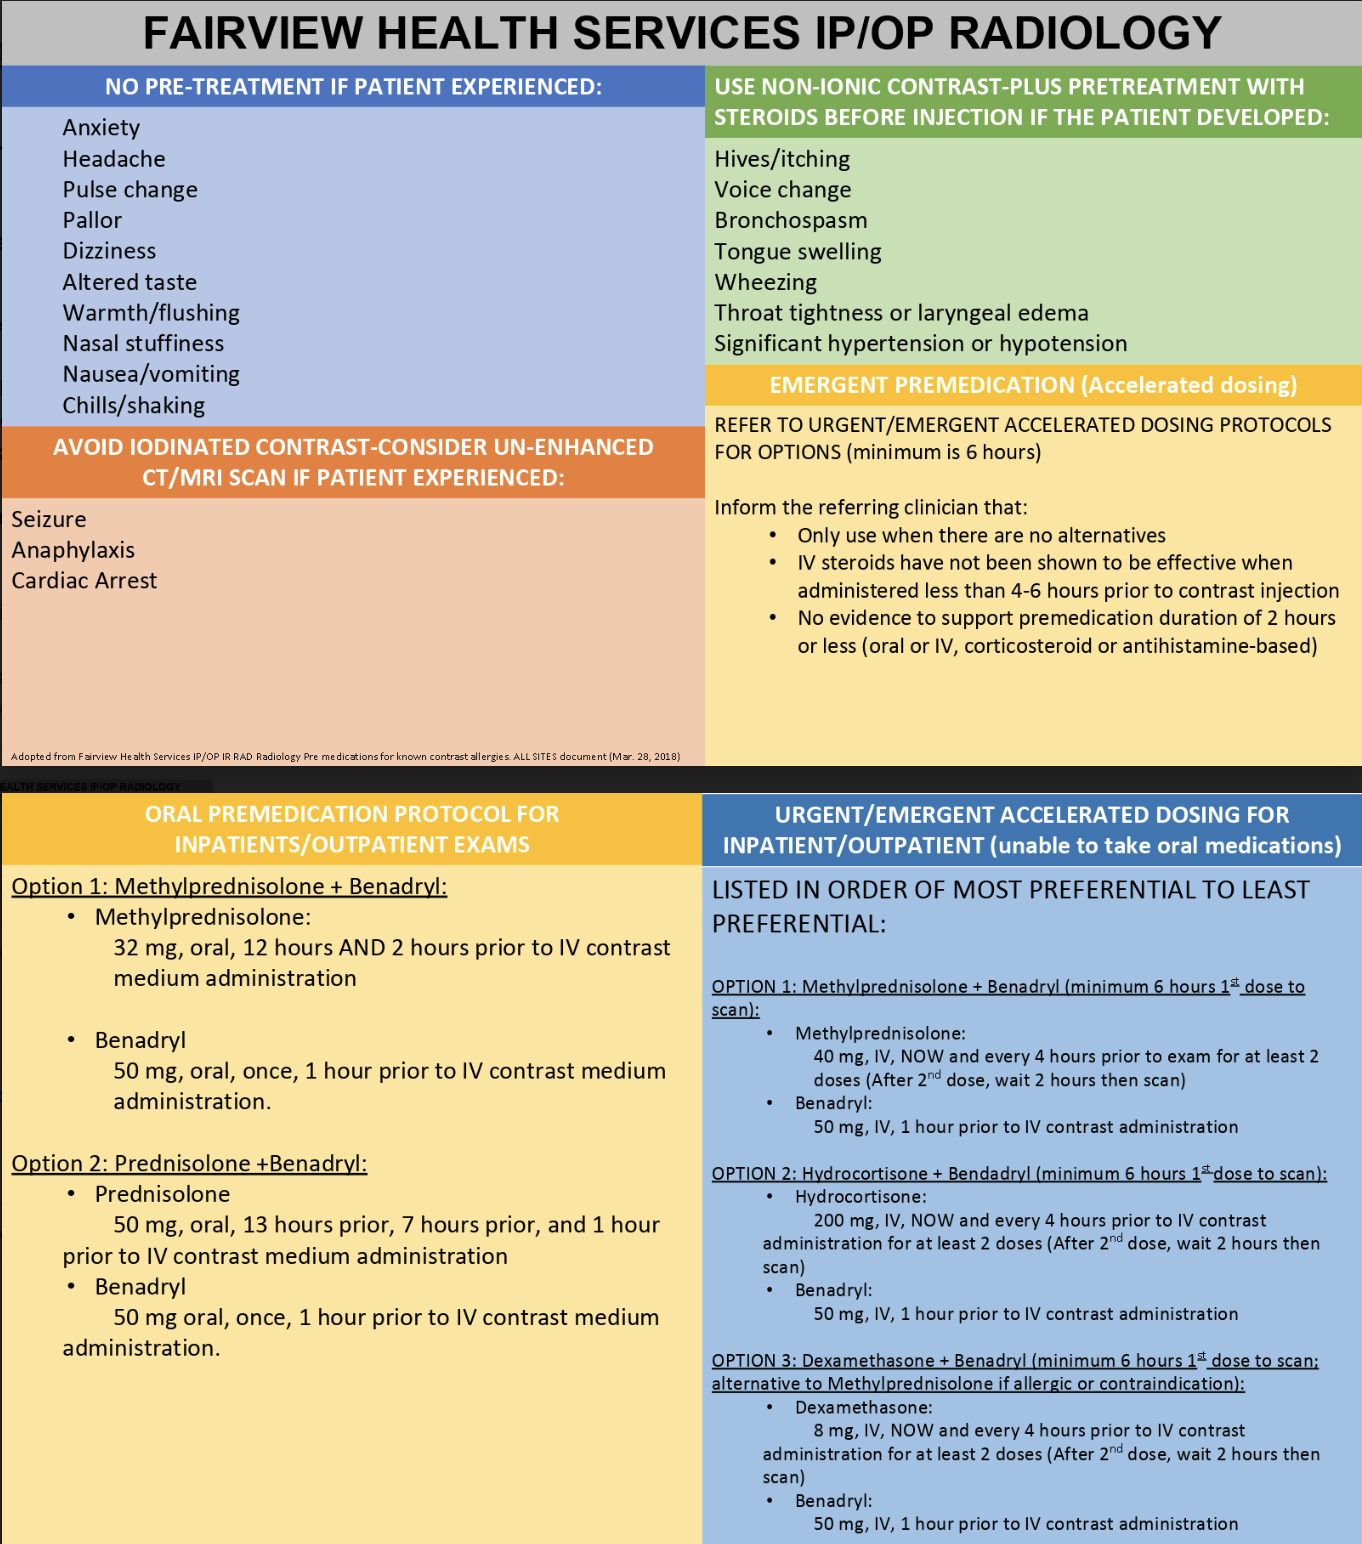 FAIRVIEW HEALTH SERVICES IP/OP RADIOLOGY
NO PRE-TREATMENT IF PATIENT EXPERIENCED:
Anxiety
Headache
Pulse change
Pallor
Dizziness
Altered taste
Warmth/flushing
Nasal stuffiness
Nausea/vomiting
Chills/shaking
AVOID IODINATED CONTRAST-CONSIDER UN-ENHANCED
CT/MRI SCAN IF PATIENT EXPERIENCED:
Seizure
Anaphylaxis
Cardiac Arrest
Adopted from Fairview Health Services IP/OP IR RAD Radiology Pre medications for known contrast allergies. ALL SITES document (Mar. 28, 2018)
USE NON-IONIC CONTRAST-PLUS PRETREATMENT WITH
STEROIDS BEFORE INJECTION IF THE PATIENT DEVELOPED:
Hives/itching
Voice change
Bronchospasm
Tongue swelling
Wheezing
Throat tightness or laryngeal edema
Significant hypertension or hypotension
EMERGENT PREMEDICATION (Accelerated dosing)
REFER TO URGENT/EMERGENT ACCELERATED DOSING PROTOCOLS
FOR OPTIONS (minimum is 6 hours)
Inform the referring clinician that:
• Only use when there are no alternatives
• IV steroids have not been shown to be effective when
administered less than 4-6 hours prior to contrast injection
• No evidence to support premedication duration of 2 hours
or less (oral or IV, corticosteroid or antihistamine-based)
EALTH SERVICES IP/OP RADIOLOGY
ORAL PREMEDICATION PROTOCOL FOR
INPATIENTS/OUTPATIENT EXAMS
Option 1: Methylprednisolone + Benadryl:
• Methylprednisolone:
32 mg, oral, 12 hours AND 2 hours prior to IV contrast
medium administration
• Benadryl
50 mg, oral, once, 1 hour prior to IV contrast medium
administration.
Option 2: Prednisolone +Benadryl:
• Prednisolone
50 mg, oral, 13 hours prior, 7 hours prior, and 1 hour
prior to IV contrast medium administration
• Benadryl
50 mg oral, once, 1 hour prior to IV contrast medium
administration.
URGENT/EMERGENT ACCELERATED DOSING FOR
INPATIENT/OUTPATIENT (unable to take oral medications)
LISTED IN ORDER OF MOST PREFERENTIAL TO LEAST
PREFERENTIAL:
OPTION 1: Methylprednisolone + Benadryl (minimum 6 hours 1st dose to
scan):
• Methylprednisolone:
40 mg, IV, NOW and every 4 hours prior to exam for at least 2
doses (After 2nd dose, wait 2 hours then scan)
• Benadryl:
50 mg, IV, 1 hour prior to IV contrast administration
OPTION 2: Hydrocortisone + Bendadryl (minimum 6 hours 1st dose to scan):
• Hydrocortisone:
200 mg, IV, NOW and every 4 hours prior to IV contrast
administration for at least 2 doses (After 2nd dose, wait 2 hours then
scan)
• Benadryl:
50 mg, IV, 1 hour prior to IV contrast administration
OPTION 3: Dexamethasone + Benadryl (minimum 6 hours 1st dose to scan;
alternative to Methylprednisolone if allergic or contraindication):
• Dexamethasone:
8 mg, IV, NOW and every 4 hours prior to IV contrast
administration for at least 2 doses (After 2nd dose, wait 2 hours then
scan)
• Benadryl:
50 mg, IV, 1 hour prior to IV contrast administration